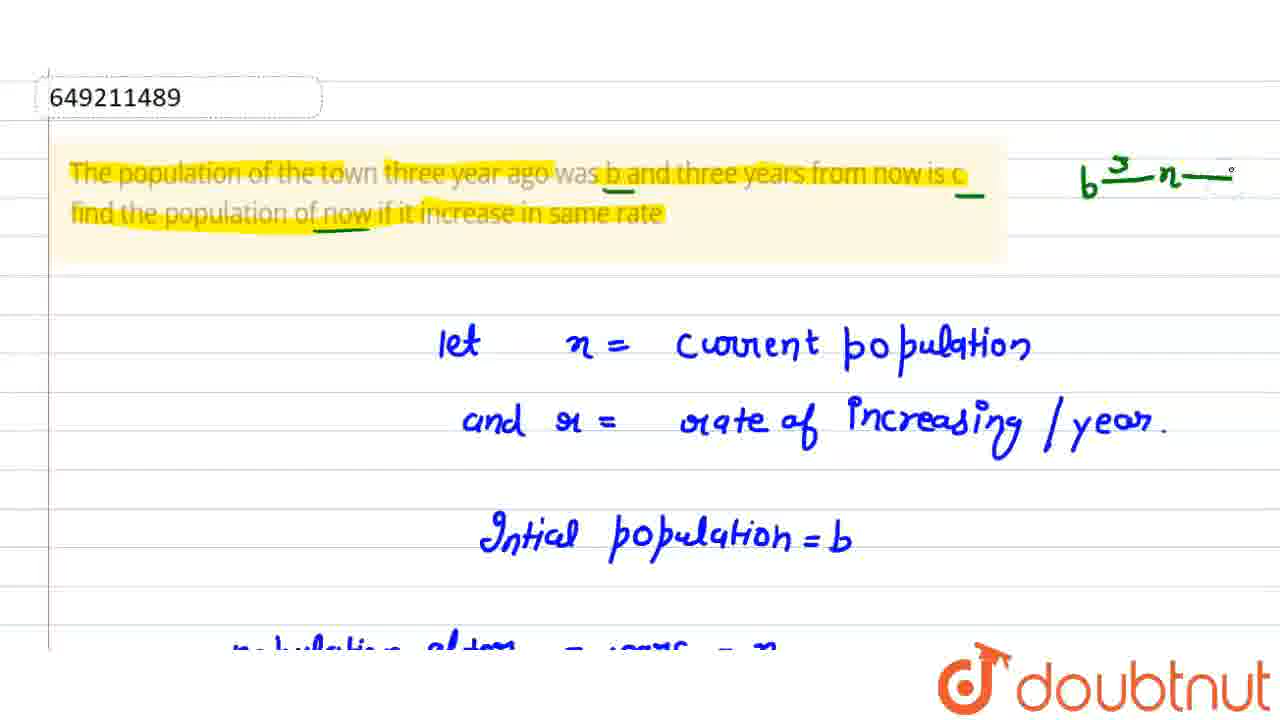 649211489
The population of the town three year ago was b and three years from now is c
find the population of now if it increase in same rate
b 3 x
let x = current population
and r = rate of increasing / year.
Intial population = b
population after = x
doubtnut